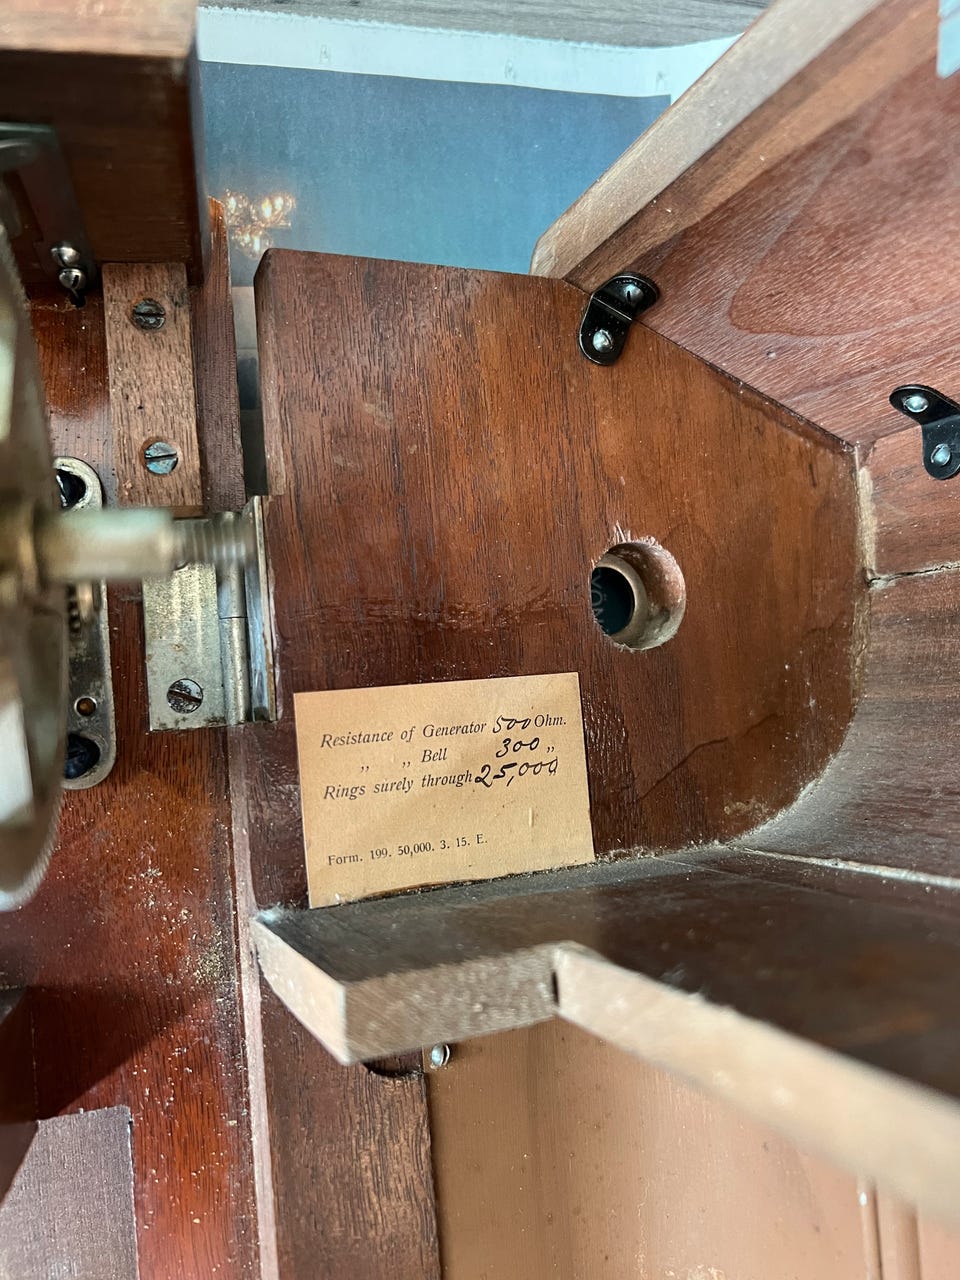 Resistance of Generator 500 Ohm.
„ „ Bell 300 „
Rings surely through 25,000
Form. 199. 50,000. 3. 15. E.